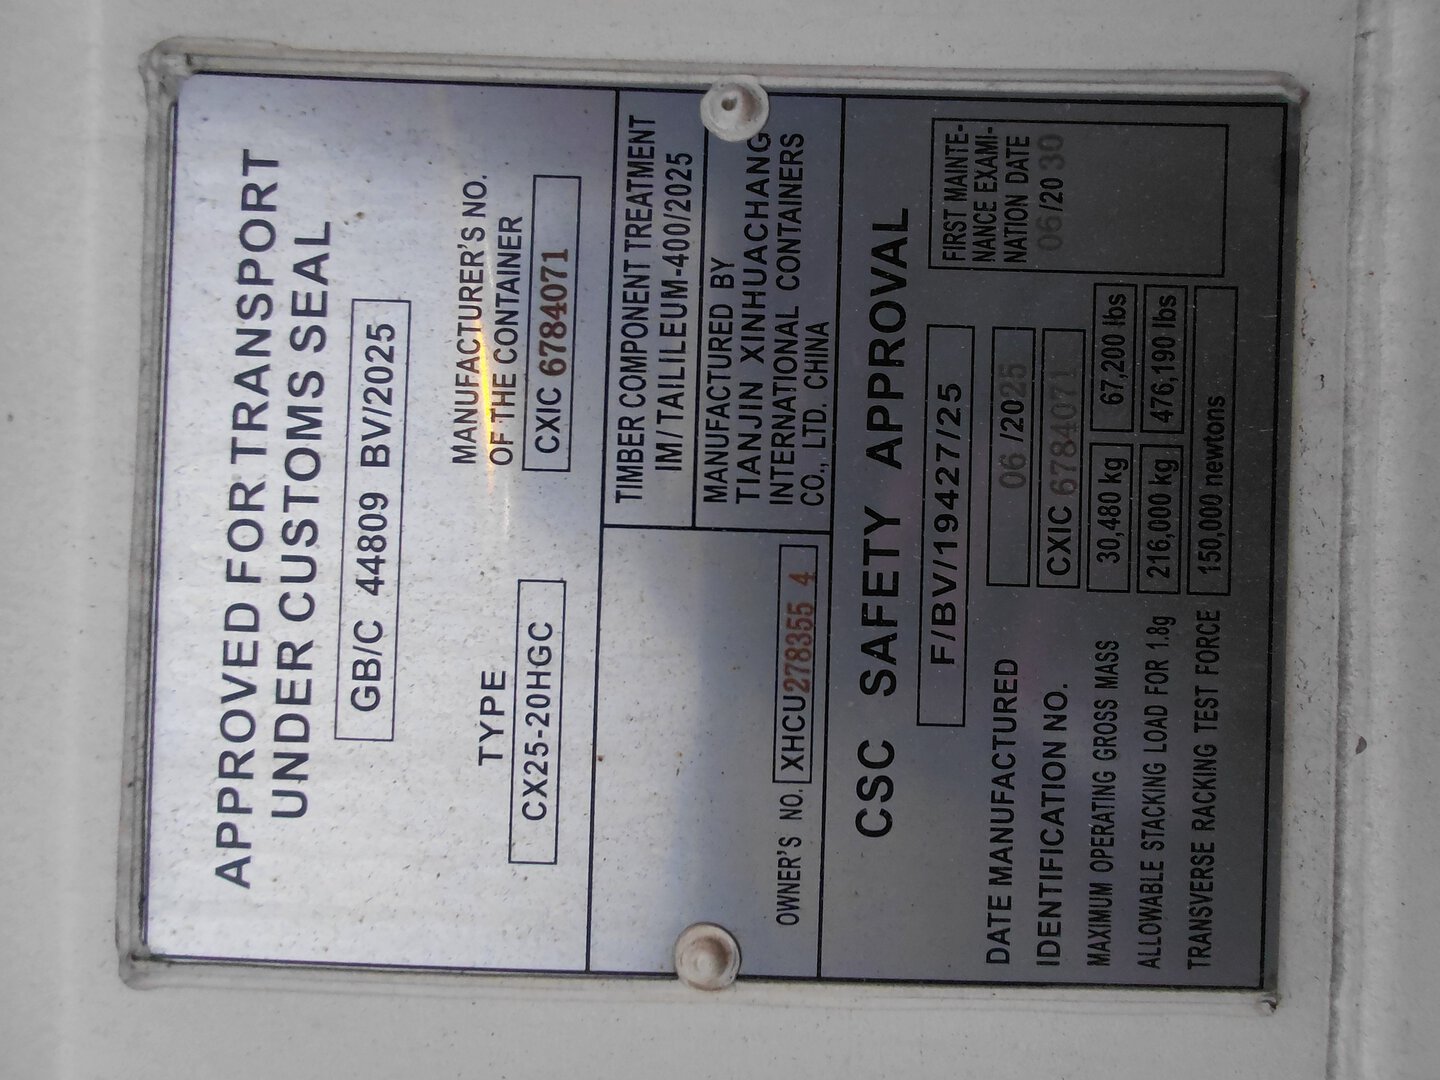 APPROVED FOR TRANSPORT
UNDER CUSTOMS SEAL
GB/C 44809 BV/2025
TYPE
CX25-20HGC
MANUFACTURER'S NO.
OF THE CONTAINER
CXIC 6784071
TIMBER COMPONENT TREATMENT
IM/TAILILEUM-400/2025
MANUFACTURED BY
TIANJIN XINHUACHANG
INTERNATIONAL CONTAINERS
CO., LTD. CHINA
OWNER'S NO. XHCU 278355 4
CSC SAFETY APPROVAL
F/BV/19427/25
DATE MANUFACTURED 06 /2025
IDENTIFICATION NO. CXIC 6784071
MAXIMUM OPERATING GROSS MASS 30,480 kg 67,200 lbs
ALLOWABLE STACKING LOAD FOR 1.8g 216,000 kg 476,190 lbs
TRANSVERSE RACKING TEST FORCE 150,000 newtons
FIRST MAINTE-
NANCE EXAMI-
NATION DATE
06/20 30